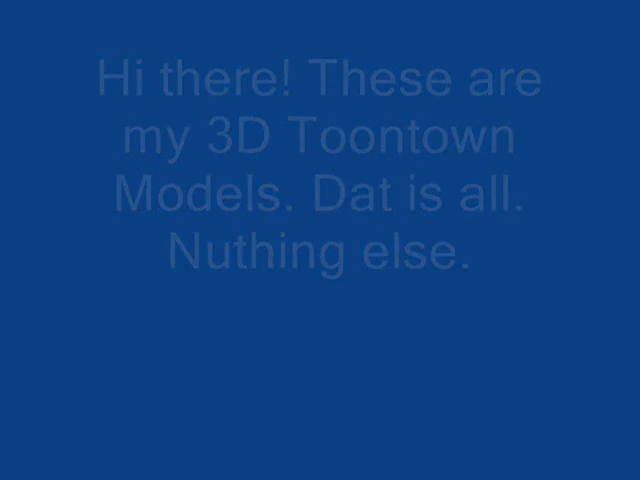 Hi there! These are
my 3D Toontown
Models. Dat is all.
Nuthing else.